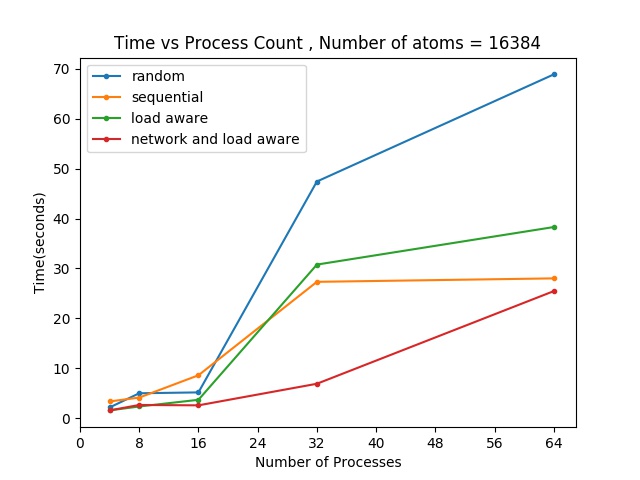 Time vs Process Count , Number of atoms = 16384
random
sequential
load aware
network and load aware
70
60
50
40
30
20
10
0
Time(seconds)
0 8 16 24 32 40 48 56 64
Number of Processes